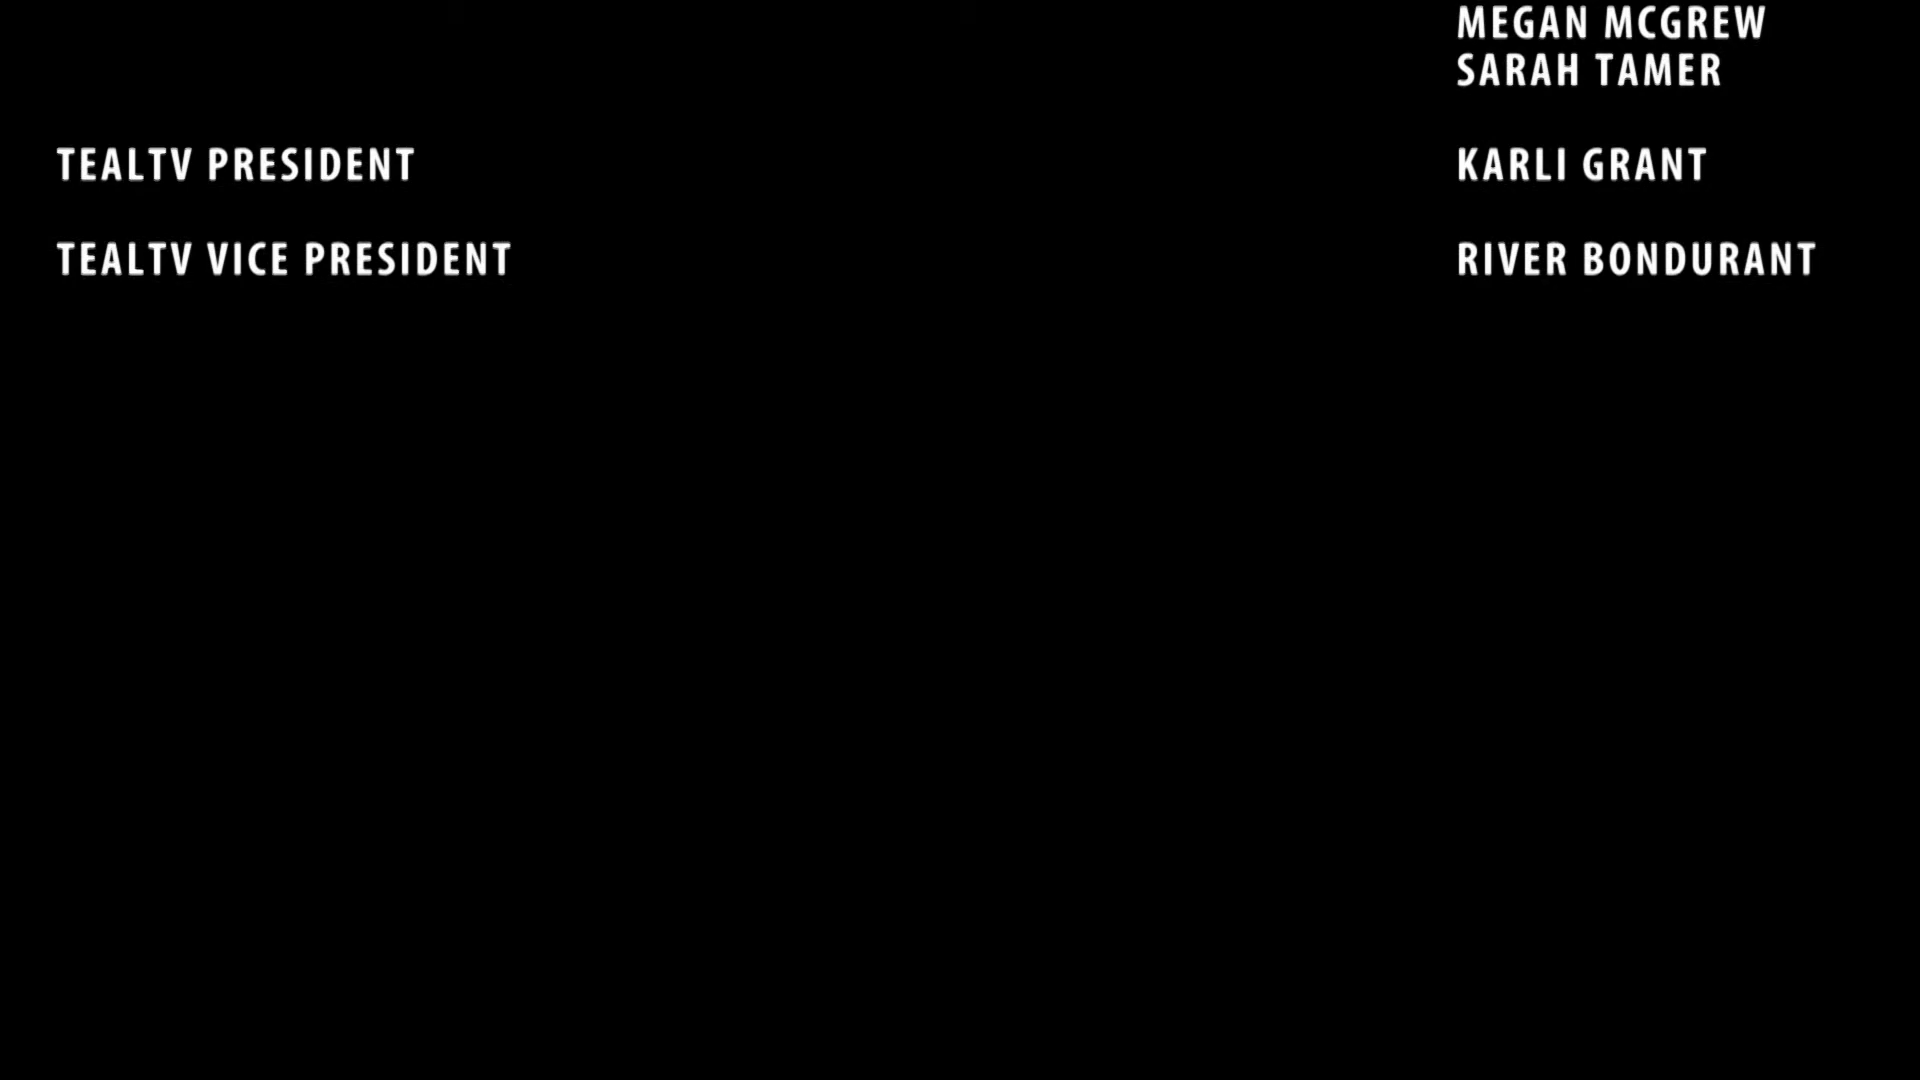 MEGAN MCGREW
SARAH TAMER
TEALTV PRESIDENT KARLI GRANT
TEALTV VICE PRESIDENT RIVER BONDURANT